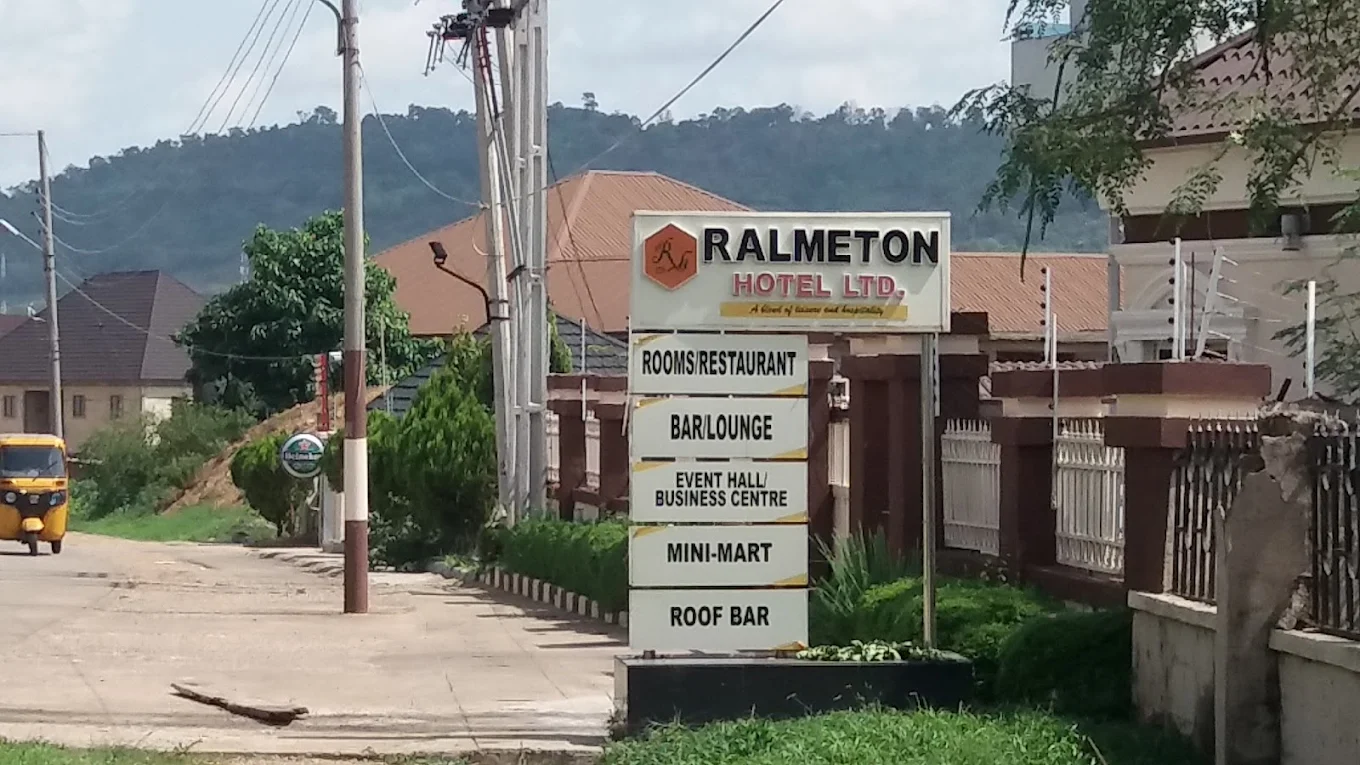 RALMETON
HOTEL LTD.
A blend of leisure and hospitality
ROOMS/RESTAURANT
BAR/LOUNGE
EVENT HALL/
BUSINESS CENTRE
MINI-MART
ROOF BAR
Heineken